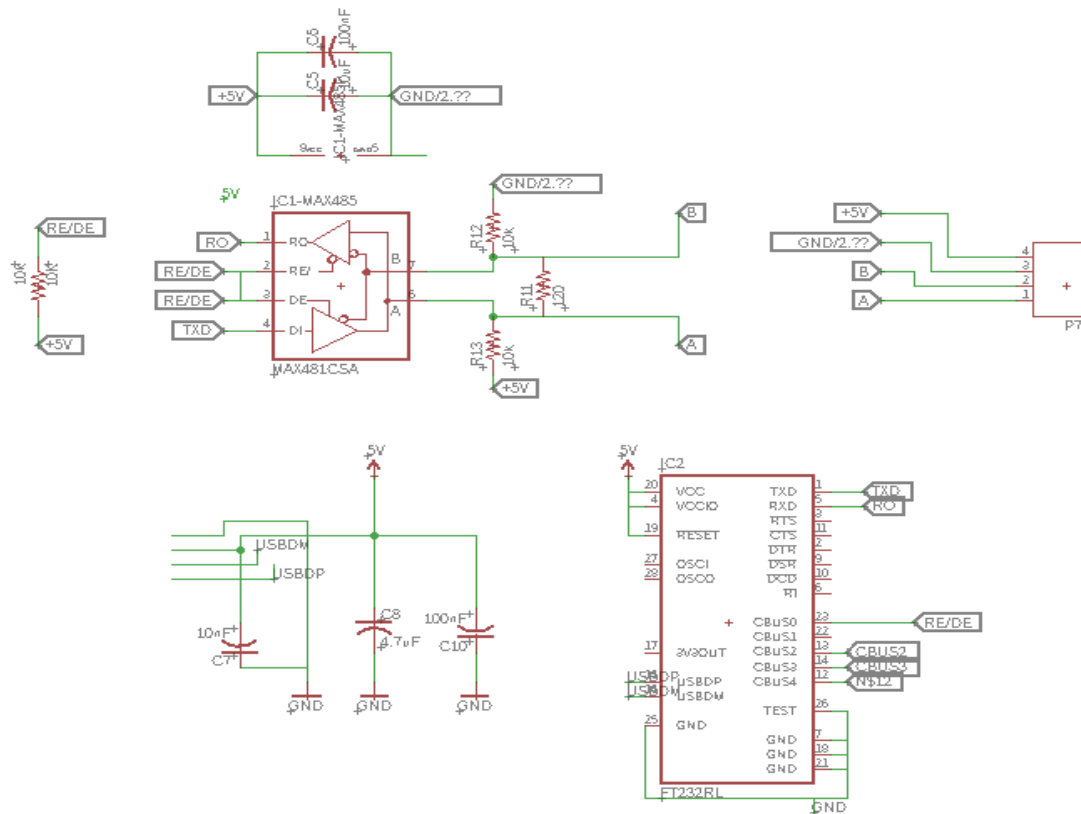 C6
100nF
+5V
C5
10uF
GND/2.??
IC1-MAX485
5V
IC1-MAX485
GND/2.??
RE/DE
RO
1
RO
R12
10k
B
+5V
GND/2.??
B
A
4
3
2
1
P7
10k
10k
RE/DE
2
RE/
B
7
RE/DE
3
DE
A
6
R11
120
TXD
4
DI
+5V
MAX481CSA
R13
10k
A
+5V
5V
USBDM
USBDP
10nF
C7
C8
4.7uF
100nF
C10
GND
GND
GND
5V
IC2
20
VCC
TXD
1
TXD
4
VCCIO
RXD
5
RO
RTS
3
19
RESET
CTS
11
DTR
2
27
OSCI
DSR
9
28
OSCO
DCD
10
RI
6
CBUS0
23
RE/DE
CBUS1
22
17
3V3OUT
CBUS2
13
CBUS2
CBUS3
14
CBUS3
USBDP
USBDP
CBUS4
12
N$12
USBDM
USBDM
TEST
26
25
GND
GND
7
GND
18
GND
21
FT232RL
GND